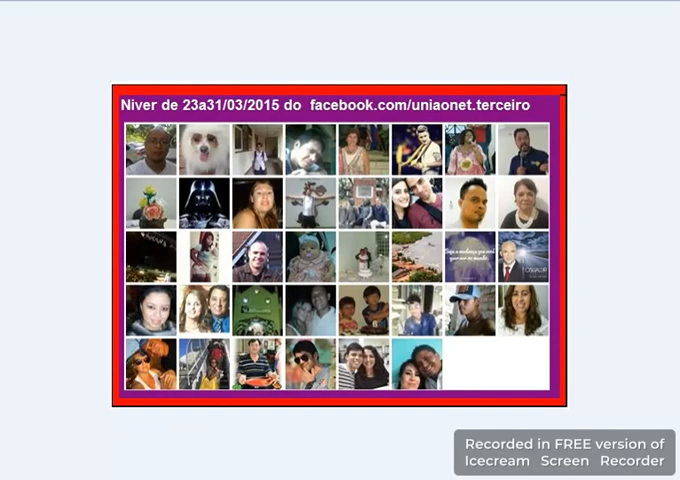 Niver de 23a31/03/2015 do facebook.com/uniaonet.terceiro
Recorded in FREE version of
Icecream Screen Recorder